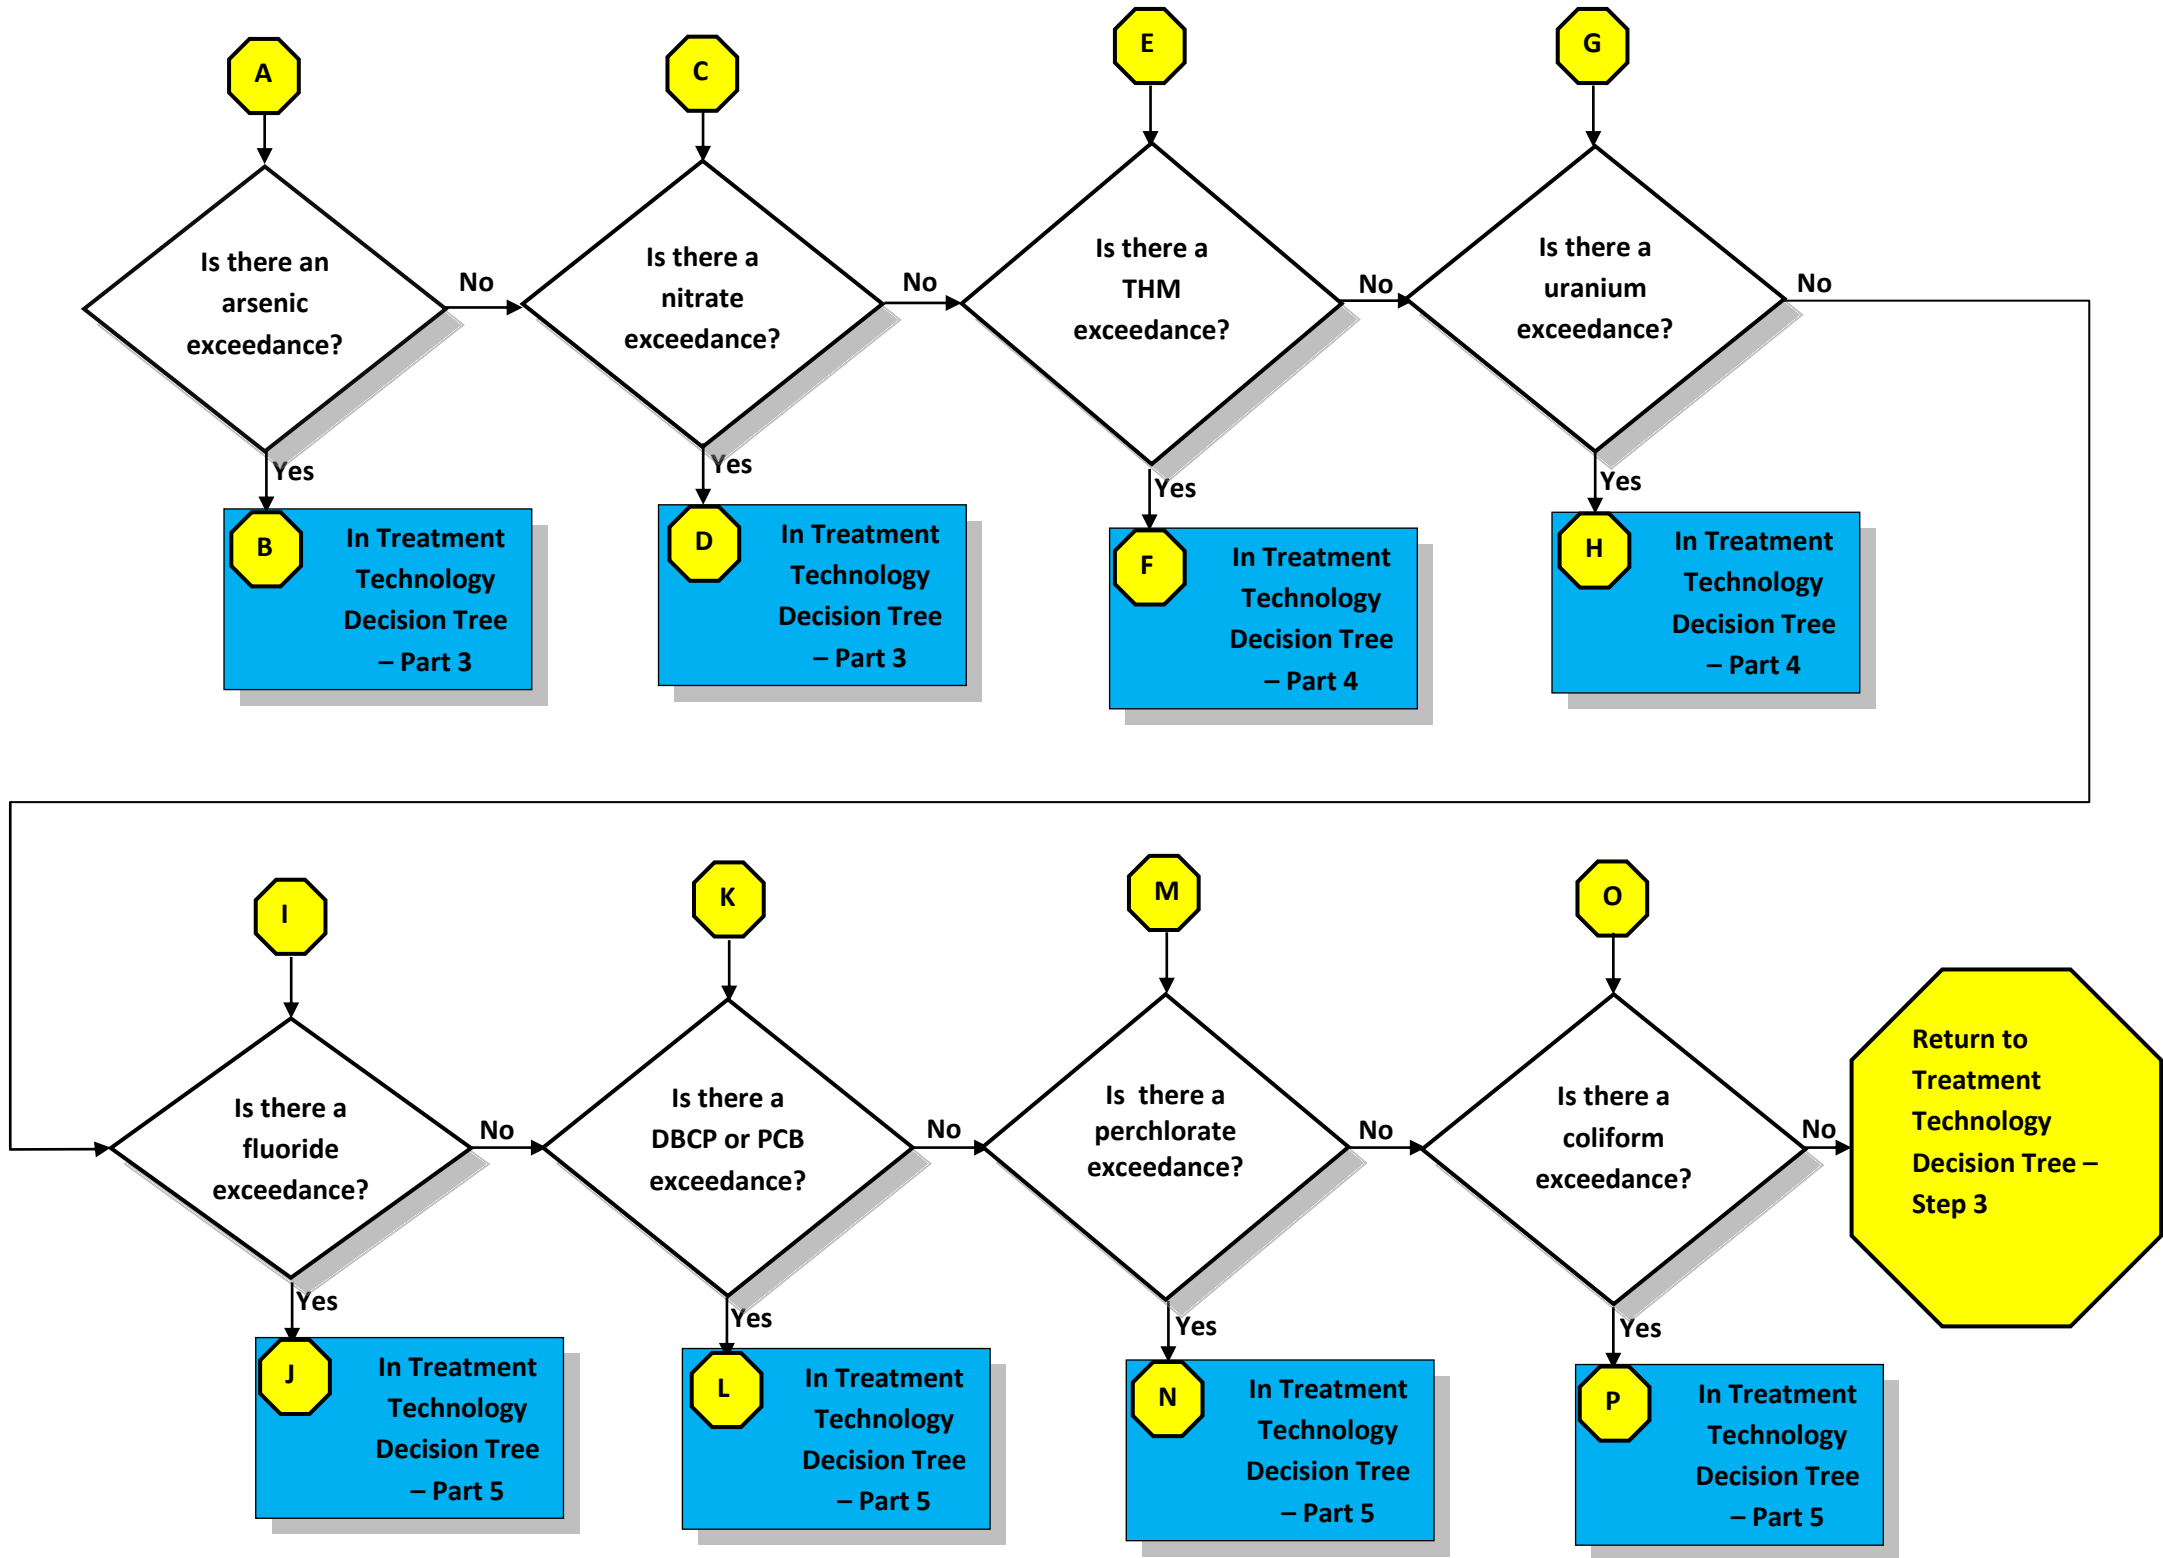 A
C
E
G
Is there an
arsenic
exceedance?
No
Is there a
nitrate
exceedance?
No
Is there a
THM
exceedance?
No
Is there a
uranium
exceedance?
No
Yes
Yes
Yes
Yes
B
In Treatment
Technology
Decision Tree
– Part 3
D
In Treatment
Technology
Decision Tree
– Part 3
F
In Treatment
Technology
Decision Tree
– Part 4
H
In Treatment
Technology
Decision Tree
– Part 4
I
K
M
O
Is there a
fluoride
exceedance?
No
Is there a
DBCP or PCB
exceedance?
No
Is  there a
perchlorate
exceedance?
No
Is there a
coliform
exceedance?
No
Return to
Treatment
Technology
Decision Tree –
Step 3
Yes
Yes
Yes
Yes
J
In Treatment
Technology
Decision Tree
– Part 5
L
In Treatment
Technology
Decision Tree
– Part 5
N
In Treatment
Technology
Decision Tree
– Part 5
P
In Treatment
Technology
Decision Tree
– Part 5